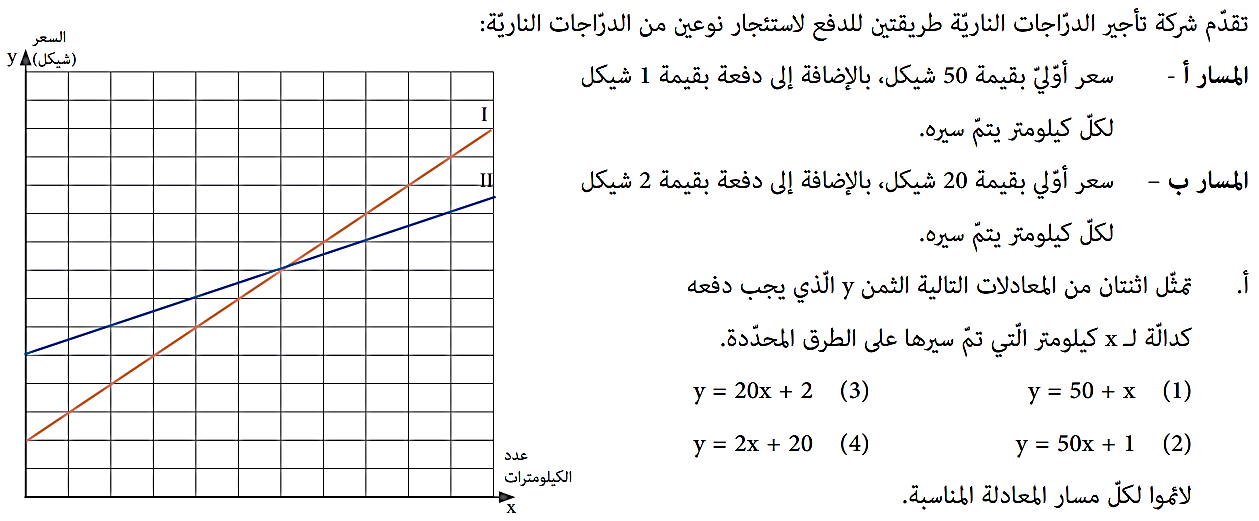 تقدّم شركة تأجير الدرّاجات الناريّة طريقتين للدفع لاستئجار نوعين من الدرّاجات الناريّة:
المسار أ - سعر أوّليّ بقيمة 50 شيكل، بالإضافة إلى دفعة بقيمة 1 شيكل
لكلّ كيلومتر يتمّ سيره.
المسار ب – سعر أوّلي بقيمة 20 شيكل، بالإضافة إلى دفعة بقيمة 2 شيكل
لكلّ كيلومتر يتمّ سيره.
أ. تمثّل اثنتان من المعادلات التالية الثمن y الّذي يجب دفعه
كدالّة لـ x كيلومتر الّتي تمّ سيرها على الطرق المحدّدة.
(1) y = 50 + x (3) y = 20x + 2
(2) y = 50x + 1 (4) y = 2x + 20
لائموا لكلّ مسار المعادلة المناسبة.
السعر
(شيكل)
y
I
II
عدد
الكيلومترات
x